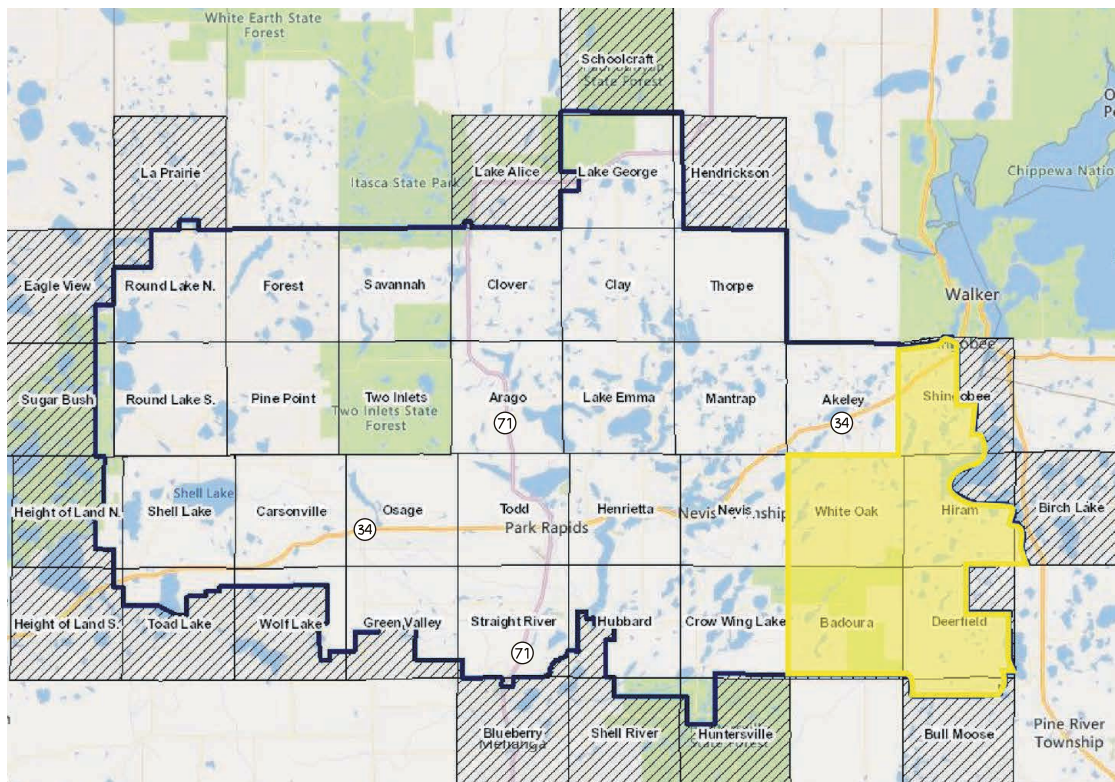 White Earth State
Forest
Schoolcraft
State Forest
La Prairie
Itasca State Park
Lake Alice
Lake George
Hendrickson
Chippewa Natio
Eagle View
Round Lake N.
Forest
Savannah
Clover
Clay
Thorpe
Walker
Sugar Bush
Round Lake S.
Pine Point
Two Inlets
Two Inlets State
Forest
Arago
71
Lake Emma
Mantrap
Akeley
34
Shingobee
Height of Land N.
Shell Lake
Shell Lake
Carsonville
Osage
34
Todd
Park Rapids
Henrietta
Nevis
Nevis Township
White Oak
Hiram
Birch Lake
Height of Land S.
Toad Lake
Wolf Lake
Green Valley
Straight River
71
Hubbard
Crow Wing Lake
Badoura
Deerfield
Blueberry
Menahga
Shell River
Huntersville
State Forest
Bull Moose
Pine River
Township